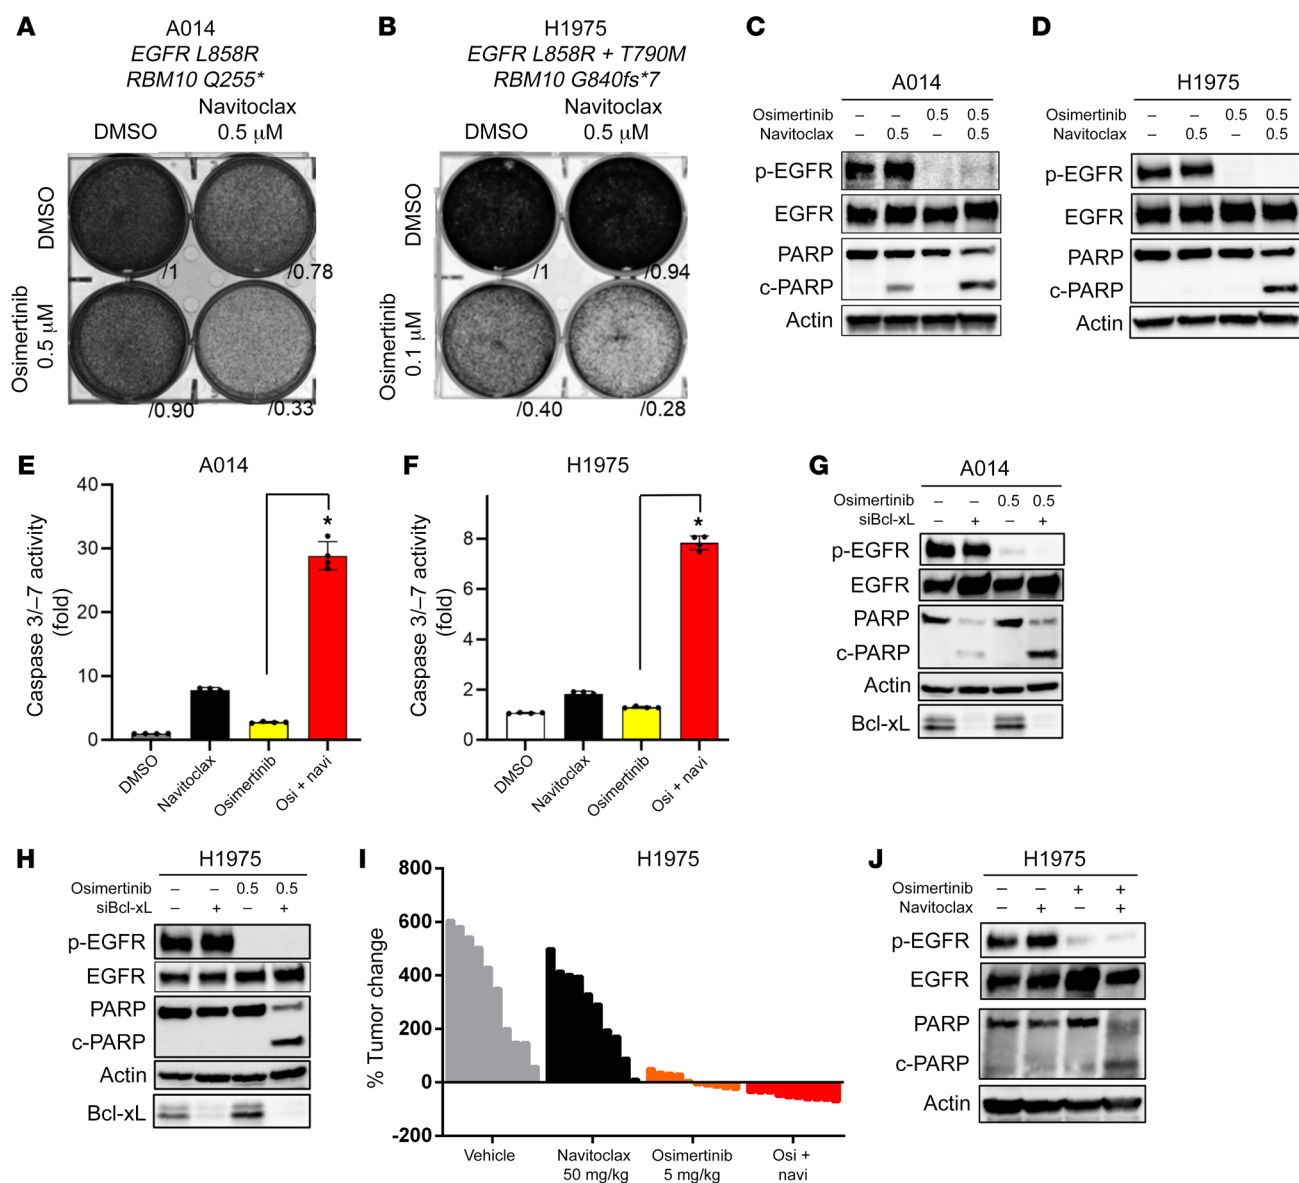 A
A014
EGFR L858R
RBM10 Q255*
DMSO
Navitoclax
0.5 μM
DMSO
Osimertinib
0.5 μM
/1
/0.78
/0.90
/0.33
B
H1975
EGFR L858R + T790M
RBM10 G840fs*7
DMSO
Navitoclax
0.5 μM
DMSO
Osimertinib
0.1 μM
/1
/0.94
/0.40
/0.28
C
A014
Osimertinib – – 0.5 0.5
Navitoclax – 0.5 – 0.5
p-EGFR
EGFR
PARP
c-PARP
Actin
D
H1975
Osimertinib – – 0.5 0.5
Navitoclax – 0.5 – 0.5
p-EGFR
EGFR
PARP
c-PARP
Actin
E
A014
Caspase 3/–7 activity
(fold)
40
30
20
10
0
*
DMSO
Navitoclax
Osimertinib
Osi + navi
F
H1975
Caspase 3/–7 activity
(fold)
8
6
4
2
0
*
DMSO
Navitoclax
Osimertinib
Osi + navi
G
A014
Osimertinib – – 0.5 0.5
siBcl-xL – + – +
p-EGFR
EGFR
PARP
c-PARP
Actin
Bcl-xL
H
H1975
Osimertinib – – 0.5 0.5
siBcl-xL – + – +
p-EGFR
EGFR
PARP
c-PARP
Actin
Bcl-xL
I
H1975
% Tumor change
800
600
400
200
0
-200
Vehicle
Navitoclax
50 mg/kg
Osimertinib
5 mg/kg
Osi +
navi
J
H1975
Osimertinib – – + +
Navitoclax – + – +
p-EGFR
EGFR
PARP
c-PARP
Actin